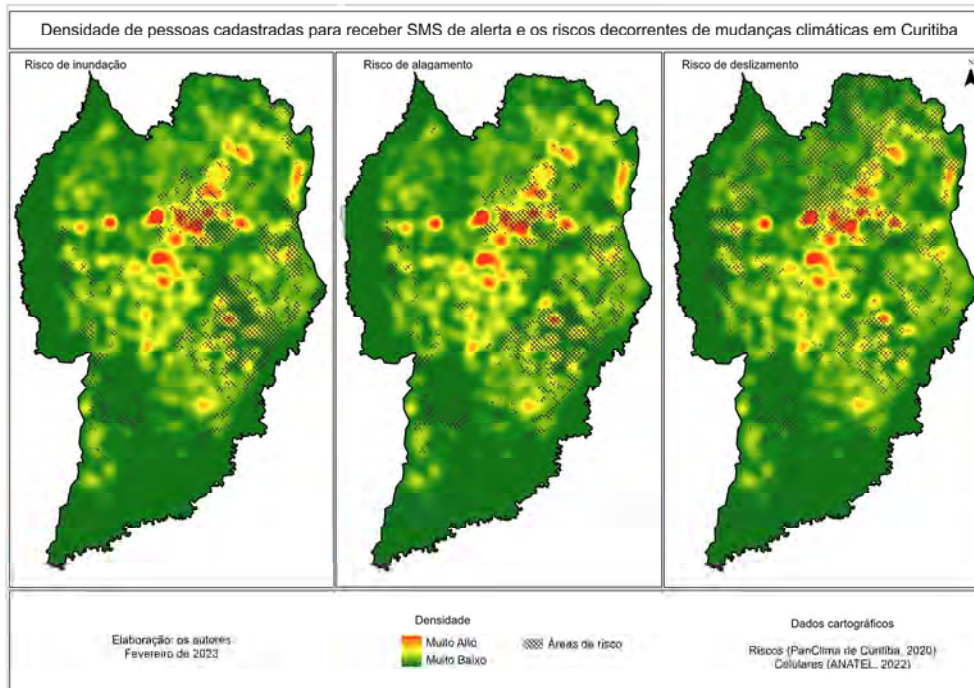 Densidade de pessoas cadastradas para receber SMS de alerta e os riscos decorrentes de mudanças climáticas em Curitiba
Risco de inundação
Risco de alagamento
Risco de deslizamento
N
Elaboração: os autores
Fevereiro de 2023
Densidade
Muito Alto
Muito Baixo
Áreas de risco
Dados cartográficos
Riscos (PanClima de Curitiba, 2020)
Celulares (ANATEL, 2022)